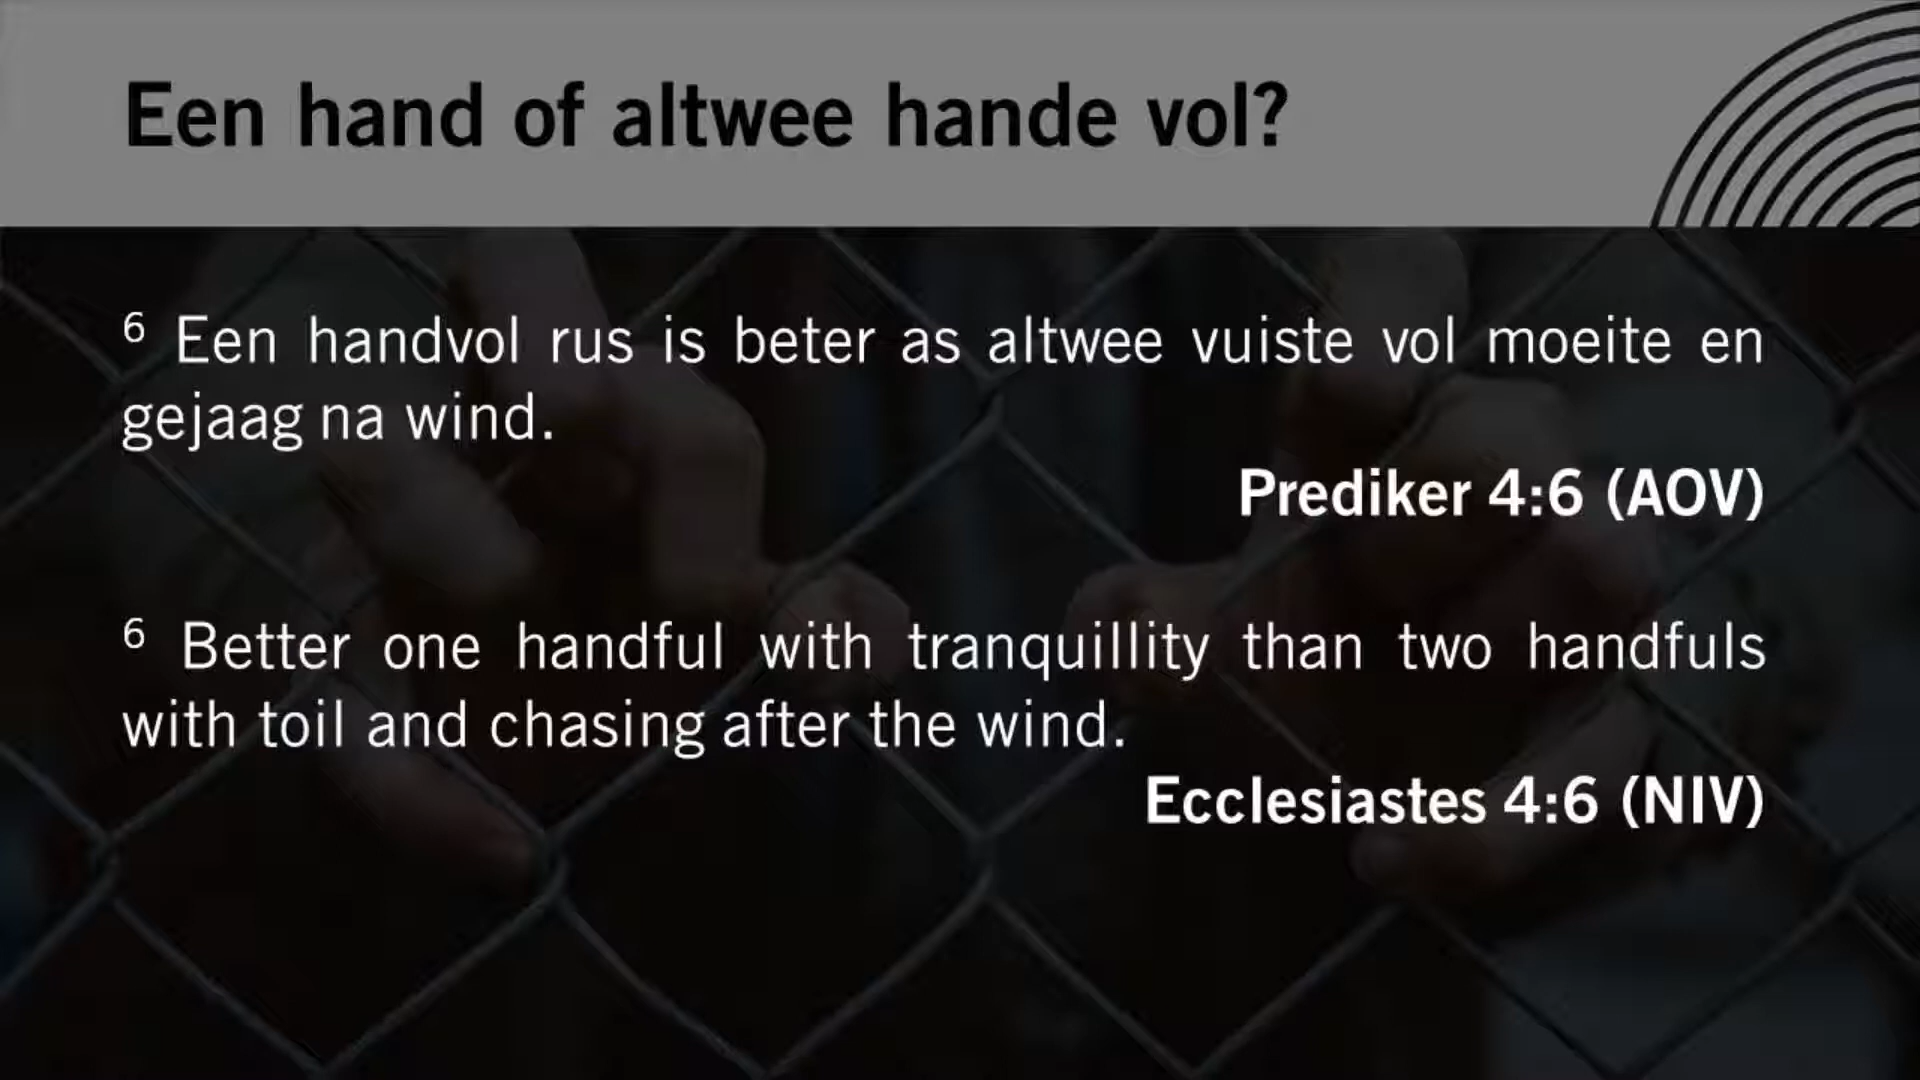 Een hand of altwee hande vol?
6 Een handvol rus is beter as altwee vuiste vol moeite en
gejaag na wind.
Prediker 4:6 (AOV)
6 Better one handful with tranquillity than two handfuls
with toil and chasing after the wind.
Ecclesiastes 4:6 (NIV)